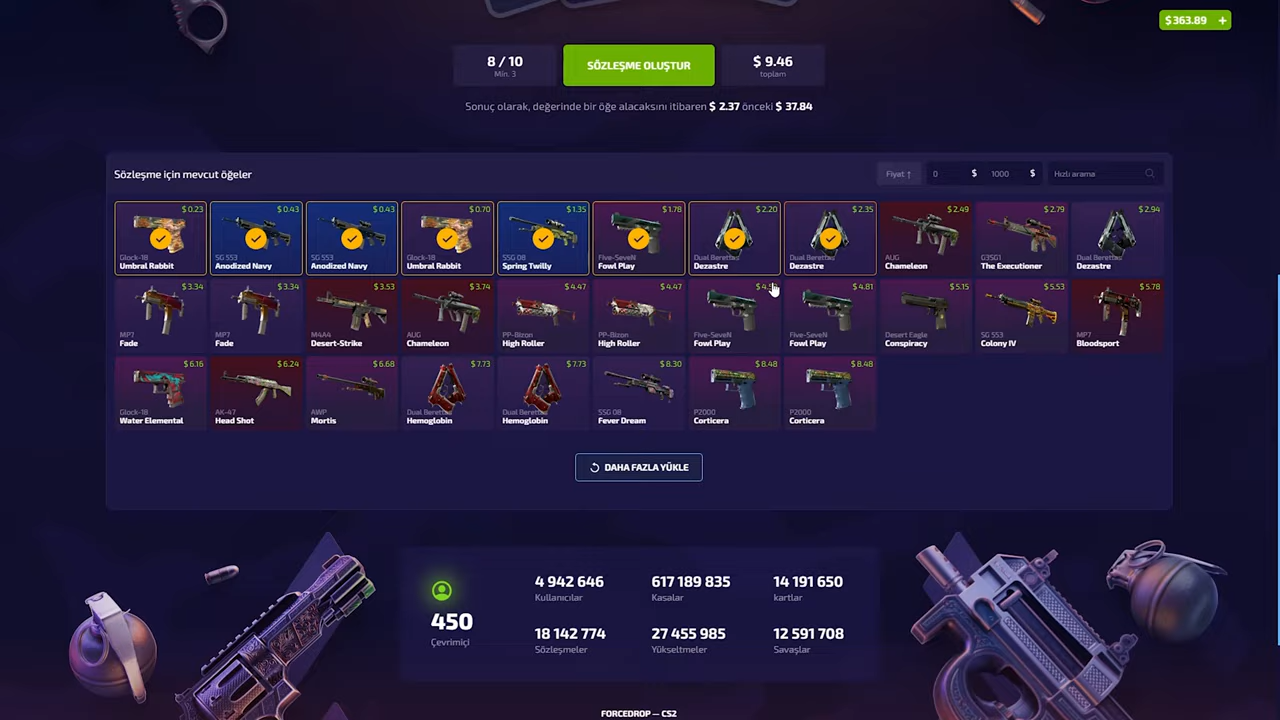 $ 363.89 +
8 / 10
Min. 3
SÖZLEŞME OLUŞTUR
$ 9.46
toplam
Sonuç olarak, değerinde bir öğe alacaksını itibaren $ 2.37 önceki $ 37.84
Sözleşme için mevcut öğeler
Fiyat ↑
0 $
1000 $
Hızlı arama
$ 0.23
Glock-18
Umbral Rabbit
$ 0.43
SG 553
Anodized Navy
$ 0.43
SG 553
Anodized Navy
$ 0.70
Glock-18
Umbral Rabbit
$ 1.35
SSG 08
Spring Twilly
$ 1.78
Five-SeveN
Fowl Play
$ 2.20
Dual Berettas
Dezastre
$ 2.35
Dual Berettas
Dezastre
$ 2.49
AUG
Chameleon
$ 2.79
G3SG1
The Executioner
$ 2.94
Dual Berettas
Dezastre
$ 3.34
MP7
Fade
$ 3.34
MP7
Fade
$ 3.53
M4A4
Desert-Strike
$ 3.74
AUG
Chameleon
$ 4.47
PP-Bizon
High Roller
$ 4.47
PP-Bizon
High Roller
Five-SeveN
Fowl Play
$ 4.81
Five-SeveN
Fowl Play
$ 5.15
Desert Eagle
Conspiracy
$ 5.53
SG 553
Colony IV
$ 5.78
MP7
Bloodsport
$ 6.16
Glock-18
Water Elemental
$ 6.24
AK-47
Head Shot
$ 6.68
AWP
Mortis
$ 7.73
Dual Berettas
Hemoglobin
$ 7.73
Dual Berettas
Hemoglobin
$ 8.30
SSG 08
Fever Dream
$ 8.48
P2000
Corticera
$ 8.48
P2000
Corticera
DAHA FAZLA YÜKLE
450
Çevrimiçi
4 942 646
Kullanıcılar
617 189 835
Kasalar
14 191 650
kartlar
18 142 774
Sözleşmeler
27 455 985
Yükseltmeler
12 591 708
Savaşlar
FORCEDROP — CS2